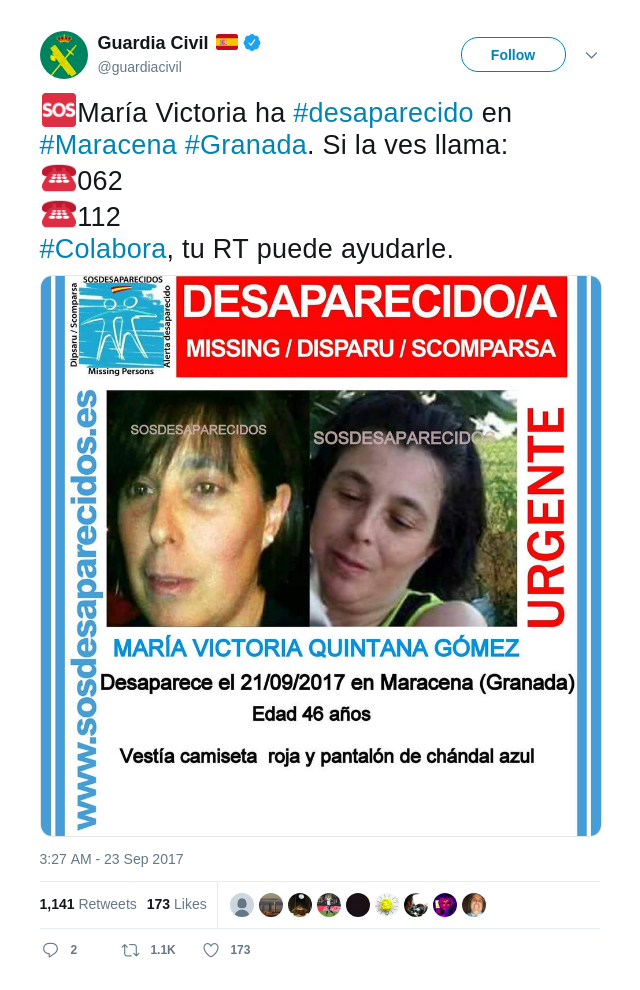 Guardia Civil
@guardiacivil
Follow
SOS María Victoria ha #desaparecido en
#Maracena #Granada. Si la ves llama:
062
112
#Colabora, tu RT puede ayudarle.
SOSDESAPARECIDOS
Disparu / Scomparsa
Alerta desaparecido
Missing Persons
DESAPARECIDO/A
MISSING / DISPARU / SCOMPARSA
www.sosdesaparecidos.es
SOSDESAPARECIDOS
SOSDESAPARECIDOS
URGENTE
MARÍA VICTORIA QUINTANA GÓMEZ
Desaparece el 21/09/2017 en Maracena (Granada)
Edad 46 años
Vestía camiseta roja y pantalón de chándal azul
3:27 AM - 23 Sep 2017
1,141 Retweets 173 Likes
2 1.1K 173